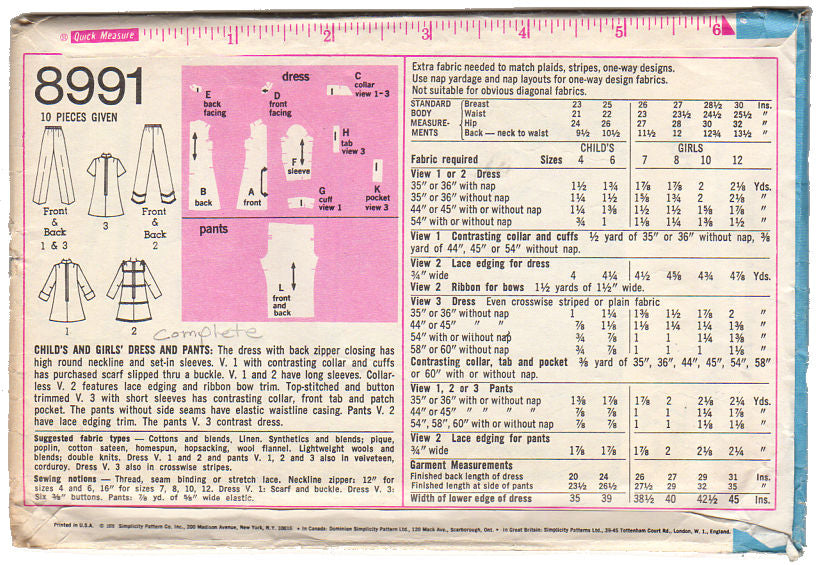 ® Quick Measure 1 2 3 4 5 6
8991
10 PIECES GIVEN
Front & Back 1 & 3
3
Front & Back 2
1
2
dress
E back facing
D front facing
C collar view 1-3
H tab view 3
F sleeve
B back
A front
G cuff view 1
K pocket view 3
pants
L front and back
complete
CHILD'S AND GIRLS' DRESS AND PANTS: The dress with back zipper closing has
high round neckline and set-in sleeves. V. 1 with contrasting collar and cuffs
has purchased scarf slipped thru a buckle. V. 1 and 2 have long sleeves. Collar-
less V. 2 features lace edging and ribbon bow trim. Top-stitched and button
trimmed V. 3 with short sleeves has contrasting collar, front tab and patch
pocket. The pants without side seams have elastic waistline casing. Pants V. 2
have lace edging trim. The pants V. 3 contrast dress.
Suggested fabric types — Cottons and blends, Linen. Synthetics and blends; pique,
poplin, cotton sateen, homespun, hopsacking, wool flannel. Lightweight wools and
blends; double knits. Dress V. 1 and 2 and pants V. 1, 2 and 3 also in velveteen,
corduroy. Dress V. 3 also in crosswise stripes.
Sewing notions — Thread, seam binding or stretch lace. Neckline zipper: 12" for
sizes 4 and 6, 16" for sizes 7, 8, 10, 12. Dress V. 1: Scarf and buckle. Dress V. 3:
Six ⅜" buttons. Pants: ⅞ yd. of ⅝" wide elastic.
Extra fabric needed to match plaids, stripes, one-way designs.
Use nap yardage and nap layouts for one-way design fabrics.
Not suitable for obvious diagonal fabrics.
STANDARD Breast 23 25 26 27 28½ 30 Ins.
BODY Waist 21 22 23 23½ 24½ 25½ "
MEASURE- Hip 24 26 27 28 30 32 "
MENTS Back — neck to waist 9½ 10½ 11½ 12 12¾ 13½ "
CHILD'S GIRLS
Fabric required Sizes 4 6 7 8 10 12
View 1 or 2 Dress
35" or 36" with nap 1½ 1¾ 1⅞ 1⅞ 2 2⅛ Yds.
35" or 36" without nap 1¼ 1½ 1⅝ 1¾ 2 2⅛ "
44" or 45" with or without nap 1¼ 1⅜ 1½ 1½ 1⅝ 1⅞ "
54" with or without nap ¾ 1 1⅛ 1¼ 1⅜ 1½ "
View 1 Contrasting collar and cuffs ½ yard of 35" or 36" without nap, ⅜
yard of 44", 45" or 54" without nap.
View 2 Lace edging for dress
¾" wide 4 4¼ 4½ 4⅝ 4¾ 4⅞ Yds.
View 2 Ribbon for bows 1½ yards of 1½" wide.
View 3 Dress Even crosswise striped or plain fabric
35" or 36" without nap 1 1¼ 1⅜ 1½ 1⅞ 2 "
44" or 45" " " ⅞ 1⅛ 1⅛ 1¼ 1¼ 1⅜ "
54" with or without nap ¾ ⅞ 1 1 1¼ 1⅜ "
58" or 60" without nap ¾ ⅞ 1 1 1 1⅛ "
Contrasting collar, tab and pocket ⅜ yard of 35", 36", 44", 45", 54", 58"
or 60" with or without nap.
View 1, 2 or 3 Pants
35" or 36" with or without nap 1⅜ 1⅞ 1⅞ 2 2⅛ 2¼ Yds.
44" or 45" " " " " ⅞ ⅞ 1 1 1¼ 1⅞ "
54", 58", 60" with or without nap ⅞ ⅞ 1 1 1⅛ 1⅛ "
View 2 Lace edging for pants
¾" wide 1⅞ 1⅞ 1⅞ 2 2⅛ 2¼ "
Garment Measurements
Finished back length of dress 20 24 26 27 29 31 Ins.
Finished length at side of pants 23½ 26½ 27½ 29 32 35 "
Width of lower edge of dress 35 39 38½ 40 42½ 45 Ins.
Printed in U.S.A. © Simplicity Pattern Co., Inc., 200 Madison Avenue, New York, N.Y. 10016 • In Canada: Dominion Simplicity Patterns Ltd., 120 Mack Ave., Scarborough, Ont. • In Great Britain: Simplicity Patterns Ltd., 39-45 Tottenham Court Rd., London, W. 1., England.